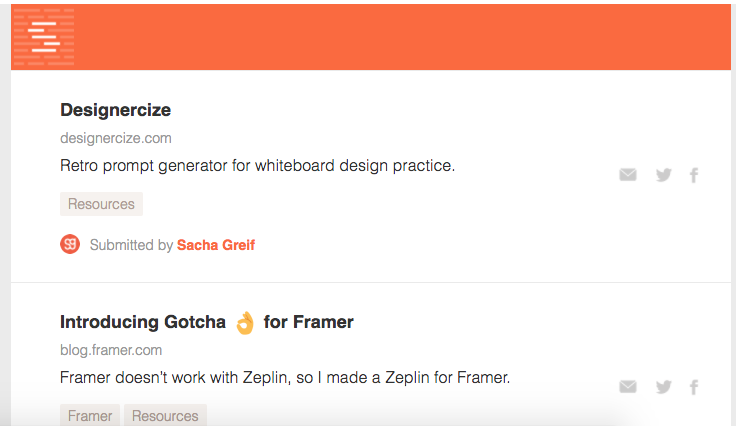 Designercize
designercize.com
Retro prompt generator for whiteboard design practice.
Resources
SG Submitted by Sacha Greif
Introducing Gotcha 👌 for Framer
blog.framer.com
Framer doesn't work with Zeplin, so I made a Zeplin for Framer.
Framer Resources